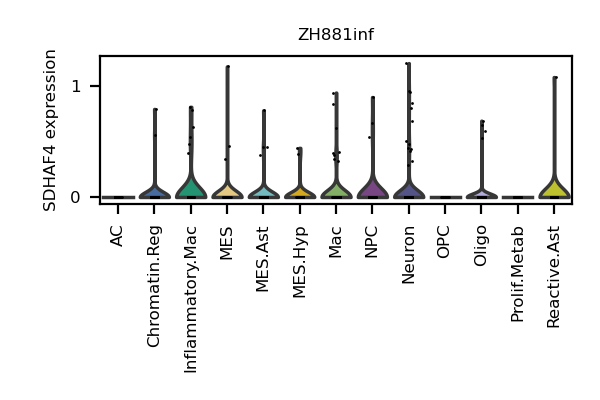 ZH881inf
SDHAF4 expression
1
0
AC
Chromatin.Reg
Inflammatory.Mac
MES
MES.Ast
MES.Hyp
Mac
NPC
Neuron
OPC
Oligo
Prolif.Metab
Reactive.Ast